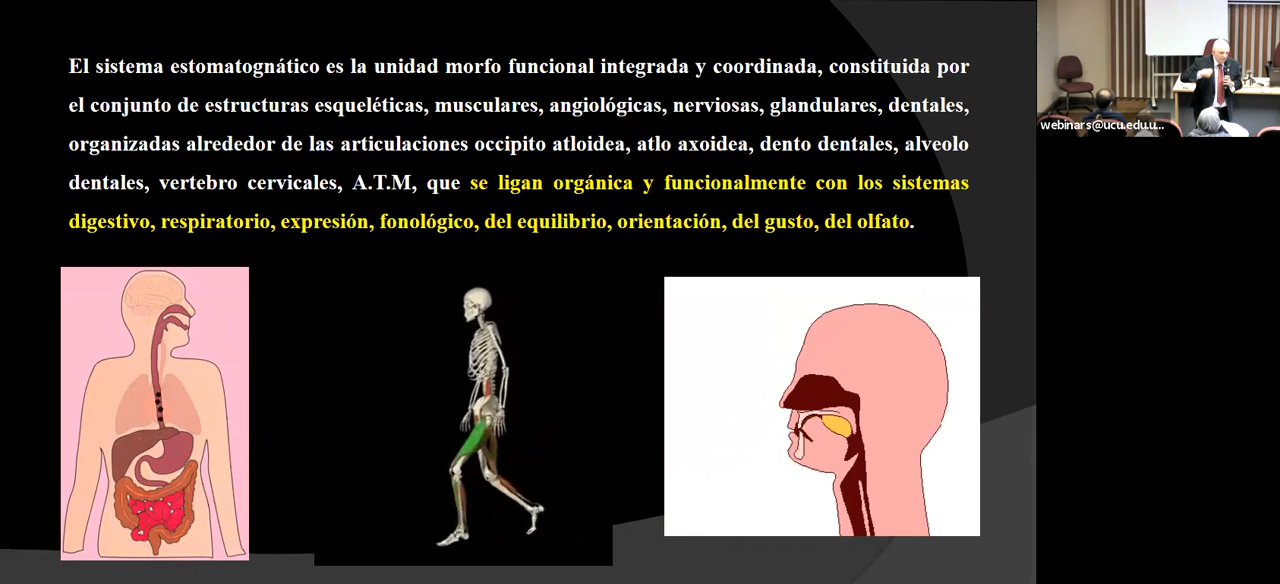 El sistema estomatognático es la unidad morfo funcional integrada y coordinada, constituida por
el conjunto de estructuras esqueléticas, musculares, angiológicas, nerviosas, glandulares, dentales,
organizadas alrededor de las articulaciones occipito atloidea, atlo axoidea, dento dentales, alveolo
dentales, vertebro cervicales, A.T.M, que se ligan orgánica y funcionalmente con los sistemas
digestivo, respiratorio, expresión, fonológico, del equilibrio, orientación, del gusto, del olfato.
webinars@ucu.edu.u...